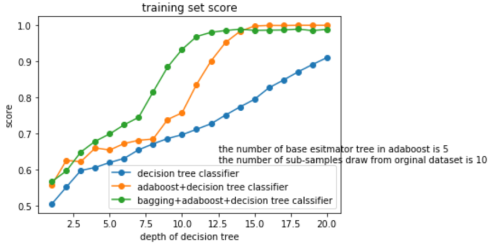 training set score
1.0
0.9
0.8
0.7
0.6
0.5
score
the number of base esitmator tree in adaboost is 5
the number of sub-samples draw from orginal dataset is 10
decision tree classifier
adaboost+decision tree classifier
bagging+adaboost+decision tree calssifier
2.5 5.0 7.5 10.0 12.5 15.0 17.5 20.0
depth of decision tree